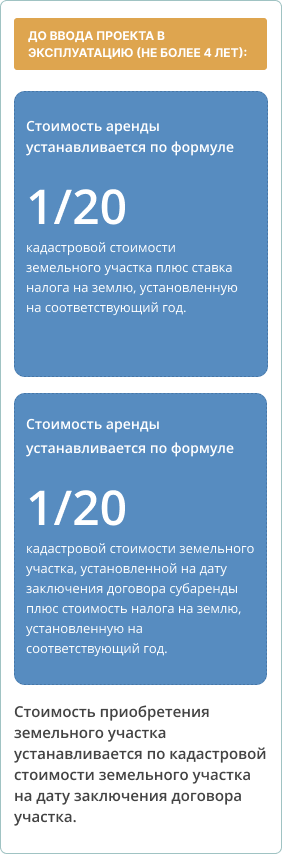 ДО ВВОДА ПРОЕКТА В
ЭКСПЛУАТАЦИЮ (НЕ БОЛЕЕ 4 ЛЕТ):
Стоимость аренды
устанавливается по формуле
1/20
кадастровой стоимости
земельного участка плюс ставка
налога на землю, установленную
на соответствующий год.
Стоимость аренды
устанавливается по формуле
1/20
кадастровой стоимости земельного
участка, установленной на дату
заключения договора субаренды
плюс стоимость налога на землю,
установленную на
соответствующий год.
Стоимость приобретения
земельного участка
устанавливается по кадастровой
стоимости земельного участка
на дату заключения договора
участка.